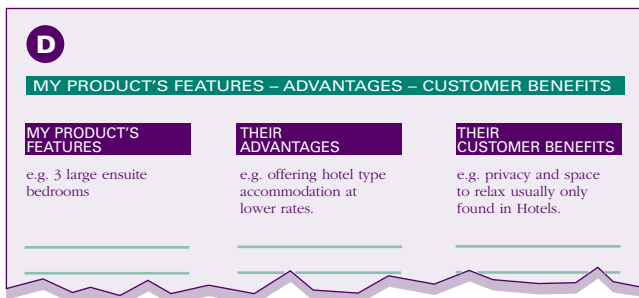 D
MY PRODUCT'S FEATURES – ADVANTAGES – CUSTOMER BENEFITS
MY PRODUCT'S
FEATURES
e.g. 3 large ensuite
bedrooms
THEIR
ADVANTAGES
e.g. offering hotel type
accommodation at
lower rates.
THEIR
CUSTOMER BENEFITS
e.g. privacy and space
to relax usually only
found in Hotels.